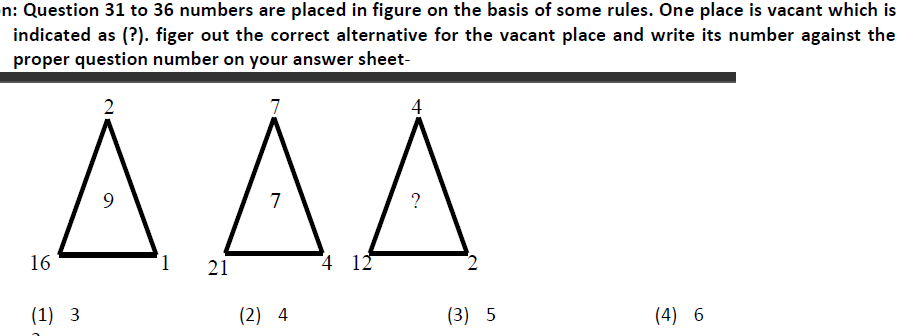 n: Question 31 to 36 numbers are placed in figure on the basis of some rules. One place is vacant which is
indicated as (?). figer out the correct alternative for the vacant place and write its number against the
proper question number on your answer sheet-
2 7 4
9 7 ?
16 1 21 4 12 2
(1) 3 (2) 4 (3) 5 (4) 6